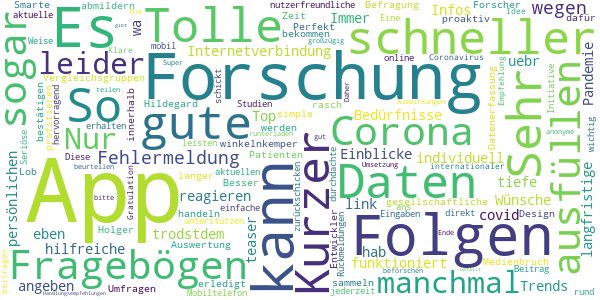 Smarte
abmildern
Es
Tolle
Immer
nutzerfreundliche
Zeit
Perfekt
bekommen
Befragung
Eine
Infos
proaktiv
wegen
Forscher
Idee
dafür
gibt
aktuelle
Klare
Weise
sogar
wa
Internetverbindung
mobil
Super
online
Coronavirus
schneller
Pandemie
leider
Vergleichsgruppen
teilen
Forschung
Daher
großzügig
uebr
Empfehlung
Auswirkungen
Datenerfassung
Initiative
wichtig
So
bestätigen
profitieren
hervorragend
innerhalb
schickt
Studien
Hildegard
erhalten
gute
Top
simple
rasch
Bedürfnisse
Sehr
ausfüllen
anonyme
Nur
Seriöse
persönlichen
Diese
Fehlermeldung
werden
leisten
gut
runterladen
winkelnkemper
Corona
Einblicke
individuell
internationaler
Umsetzung
tiefe
langfristige
Lob
beurteilen
App
bitte
Gratulation
langer
aktuellen
Besser
Patienten
einfache
reagieren
handeln
unterstützen
kann
zurückschicken
Kurzer
durchdachte
Daten
link
gesellschaftliche
Wünsche
Eingaben
direkt
covid
Design
eben
Holger
trodstdem
Auswertung
teaser
Entwickler
Rückmeldungen
hab
Folgen
funktioniert
Medienbruch
Ende
beforschen
hilfreiche
beitragen
angeben
Fragebögen
Umfragen
Handlungsempfehlungen
Erledigt
Mobiltelefon
sammeln
jederzeit
manchmal
Beitrag
Trends
rund